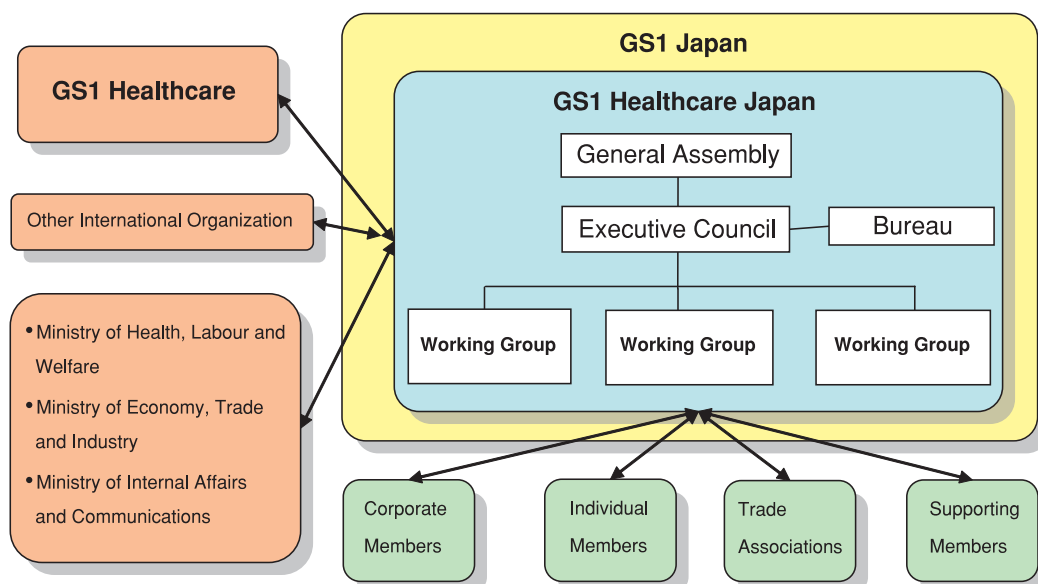 GS1 Japan
GS1 Healthcare
GS1 Healthcare Japan
General Assembly
Other International Organization
Executive Council
Bureau
• Ministry of Health, Labour and
Welfare
• Ministry of Economy, Trade
and Industry
• Ministry of Internal Affairs
and Communications
Working Group
Working Group
Working Group
Corporate
Members
Individual
Members
Trade
Associations
Supporting
Members